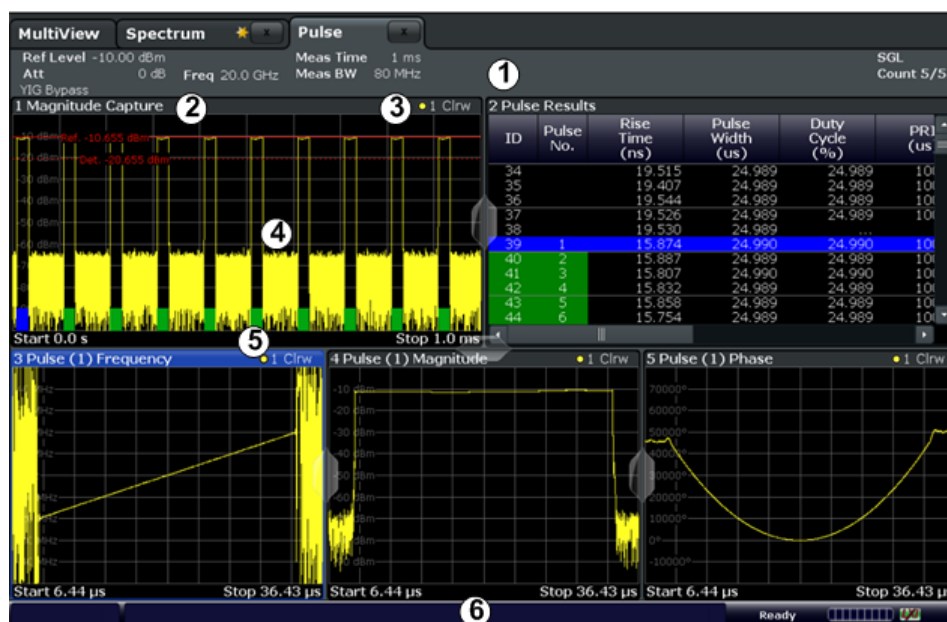 MultiView Spectrum x Pulse x
Ref Level -10.00 dBm Meas Time 1 ms SGL
Att 0 dB Freq 20.0 GHz Meas BW 80 MHz Count 5/5
YIG Bypass
1
1 Magnitude Capture 2 3 1 Clrw
-10 dBm Ref. -10.655 dBm
-20 dBm Det. -20.655 dBm
-30 dBm
-40 dBm
-50 dBm
-60 dBm
4
Start 0.0 s Stop 1.0 ms
2 Pulse Results
ID Pulse No. Rise Time (ns) Pulse Width (us) Duty Cycle (%) PRI (us
34 19.515 24.989 24.989 100
35 19.407 24.989 24.989 100
36 19.544 24.989 24.989 100
37 19.526 24.989 24.989 100
38 19.530 24.989 ...
39 1 15.874 24.990 24.990 100
40 2 15.887 24.989 24.989 100
41 3 15.807 24.990 24.990 100
42 4 15.832 24.989 24.989 100
43 5 15.858 24.989 24.989 100
44 6 15.754 24.989 24.989 100
5
3 Pulse (1) Frequency 1 Clrw
Start 6.44 µs Stop 36.43 µs
4 Pulse (1) Magnitude 1 Clrw
-10 dBm
-20 dBm
-30 dBm
Start 6.44 µs Stop 36.43 µs
5 Pulse (1) Phase 1 Clrw
70000°
60000°
50000°
20000°
10000°
0°
-10000°
Start 6.44 µs Stop 36.43 µ
6
Ready